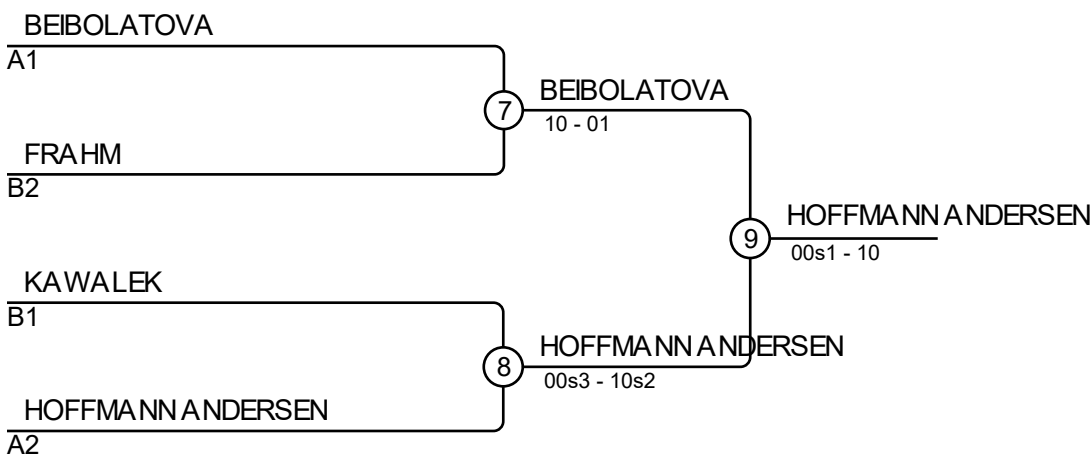 BEIBOLATOVA
A1
7
BEIBOLATOVA
10 - 01
FRAHM
B2
9
HOFFMANN ANDERSEN
00s1 - 10
KAWALEK
B1
8
HOFFMANN ANDERSEN
00s3 - 10s2
HOFFMANN ANDERSEN
A2